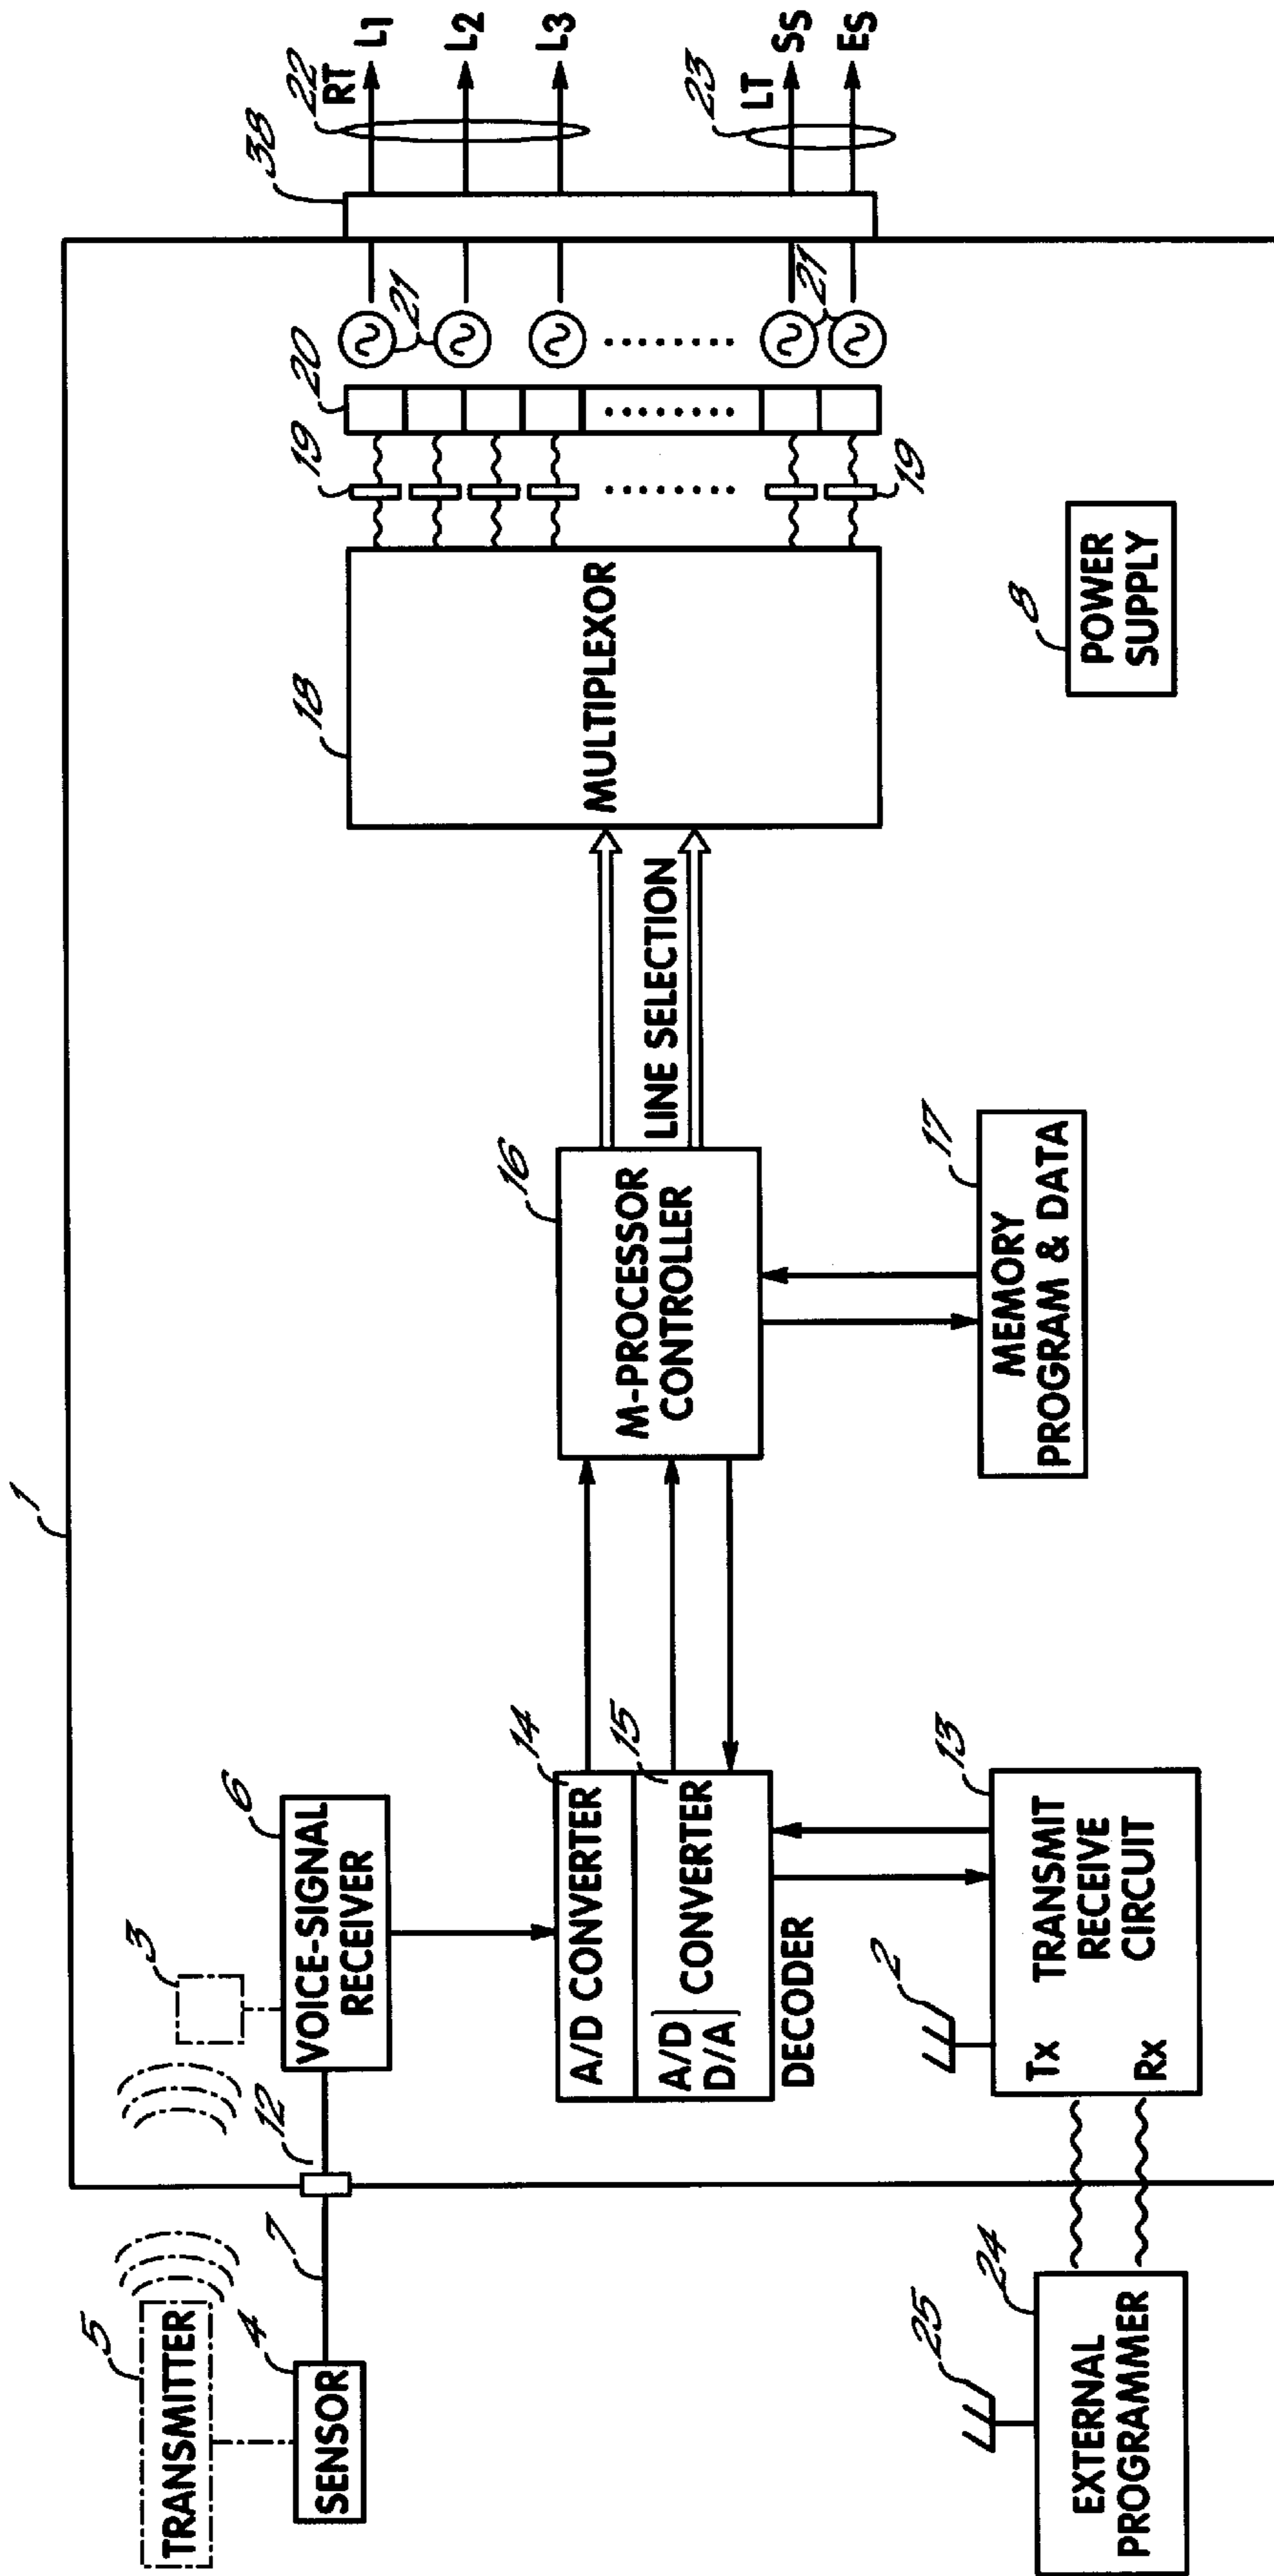 1
5
TRANSMITTER
4
SENSOR
7
12
3
6
VOICE-SIGNAL
RECEIVER
14
A/D CONVERTER
15
A/D
D/A
CONVERTER
DECODER
2
13
Tx
Rx
TRANSMIT
RECEIVE
CIRCUIT
25
24
EXTERNAL
PROGRAMMER
16
M-PROCESSOR
CONTROLLER
17
MEMORY
PROGRAM & DATA
LINE SELECTION
18
MULTIPLEXOR
8
POWER
SUPPLY
19
19
20
21
21
38
22
RT
L1
L2
L3
23
LT
SS
ES